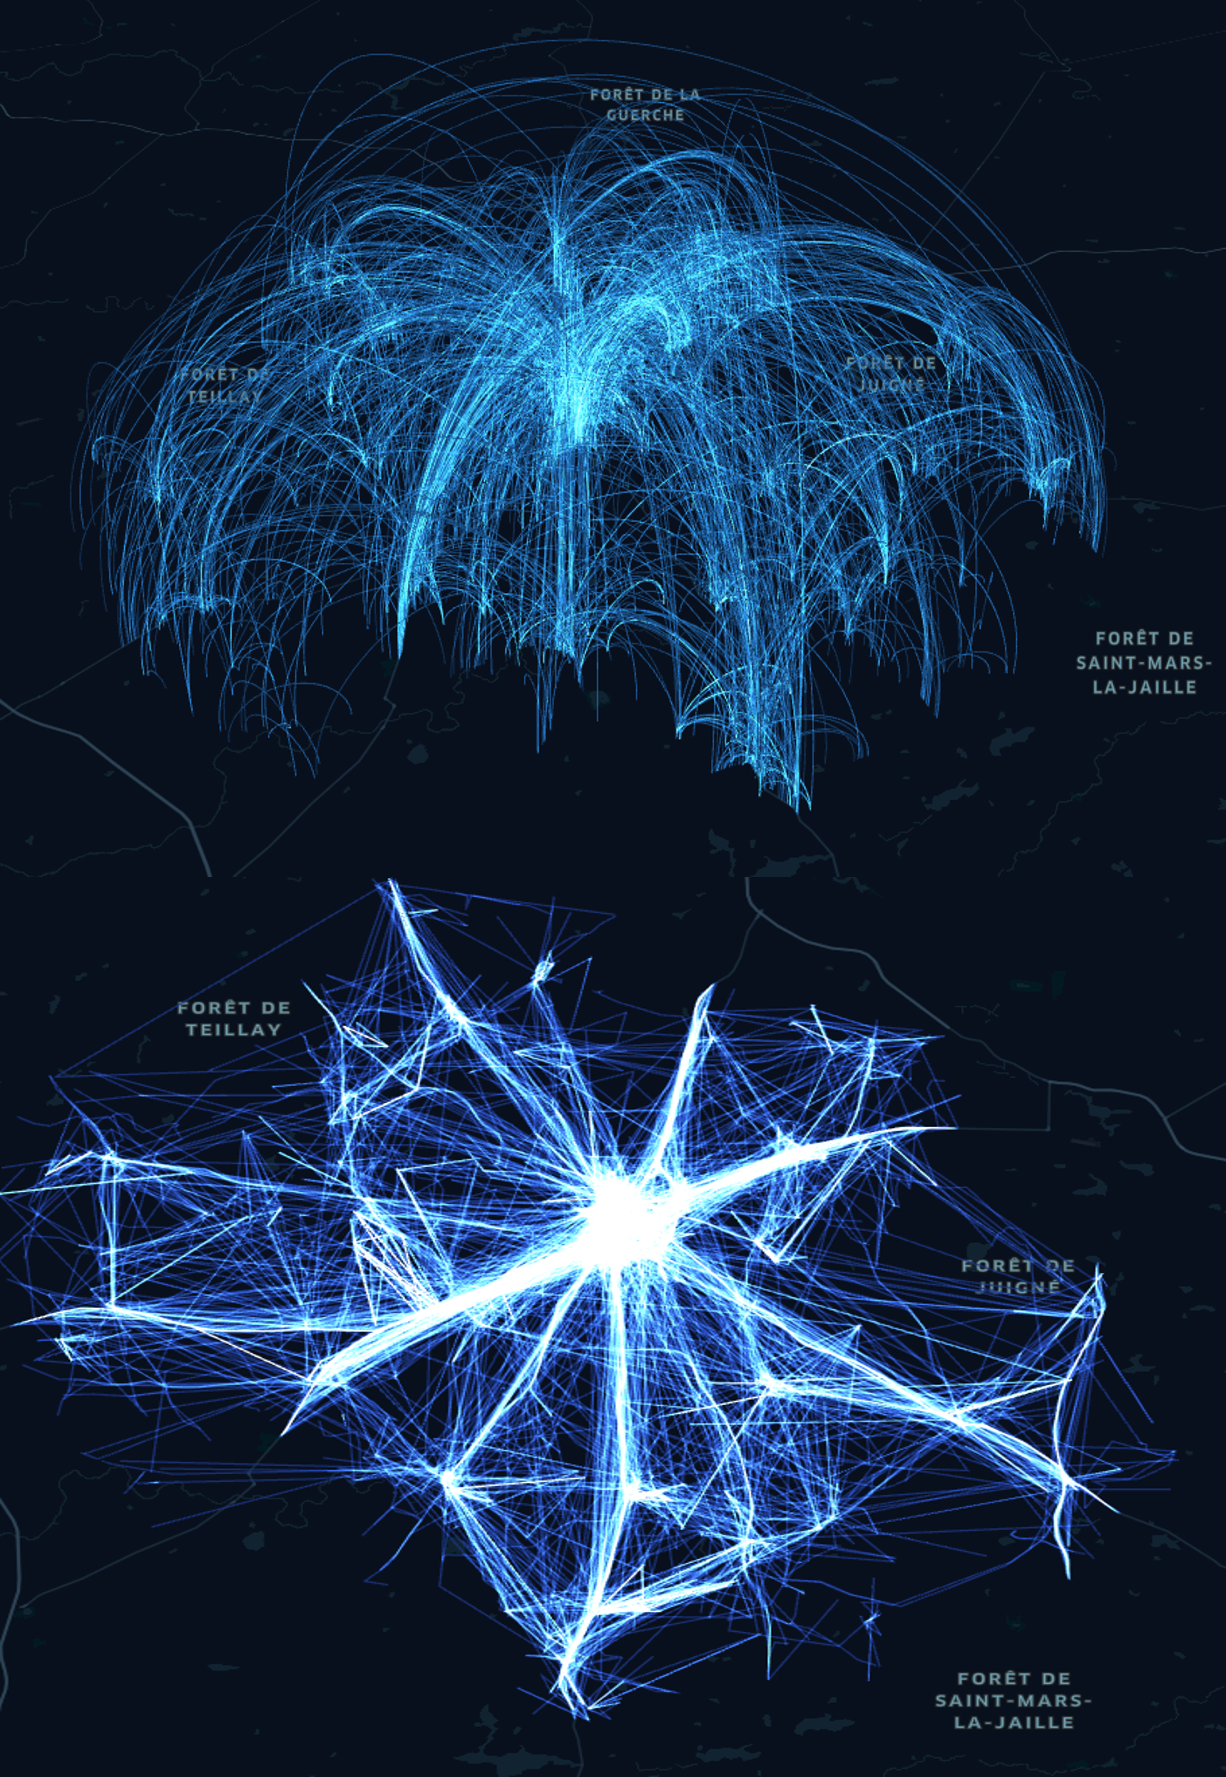 FORÊT DE LA
GUERCHE
FORÊT DE
TEILLAY
FORÊT DE
JUIGNÉ
FORÊT DE
SAINT-MARS-
LA-JAILLE
FORÊT DE
TEILLAY
FORÊT DE
JUIGNÉ
FORÊT DE
SAINT-MARS-
LA-JAILLE